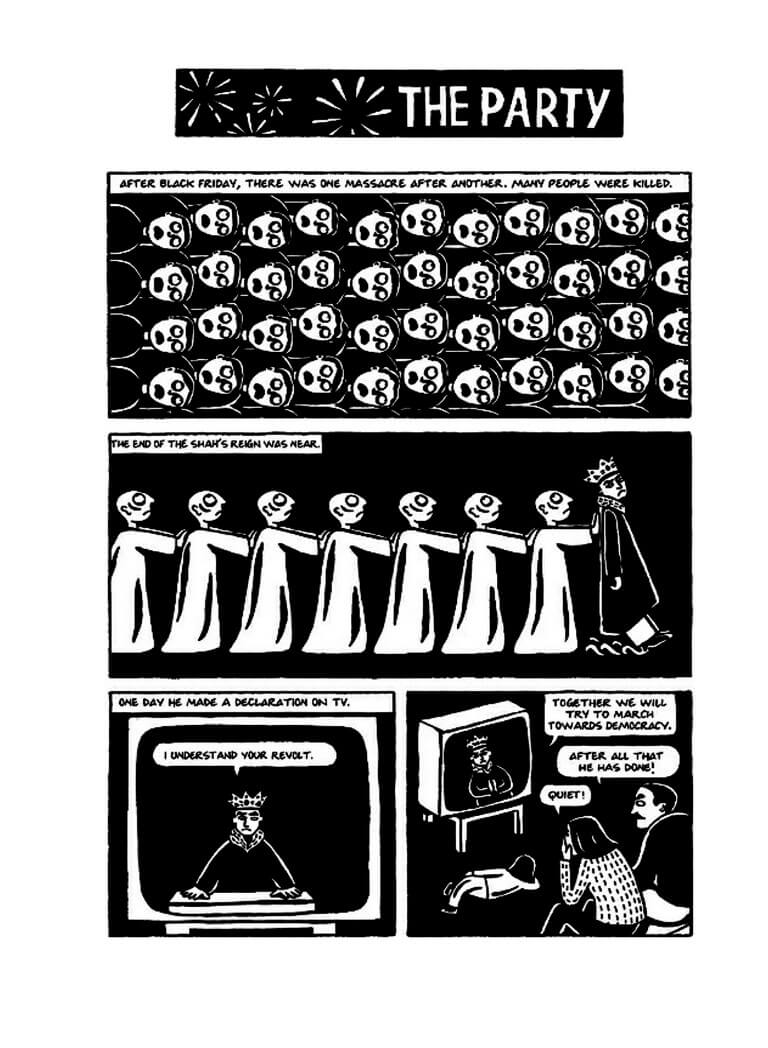 THE PARTY
AFTER BLACK FRIDAY, THERE WAS ONE MASSACRE AFTER ANOTHER. MANY PEOPLE WERE KILLED.
THE END OF THE SHAH'S REIGN WAS NEAR.
ONE DAY HE MADE A DECLARATION ON TV.
I UNDERSTAND YOUR REVOLT.
TOGETHER WE WILL
TRY TO MARCH
TOWARDS DEMOCRACY.
AFTER ALL THAT
HE HAS DONE!
QUIET!